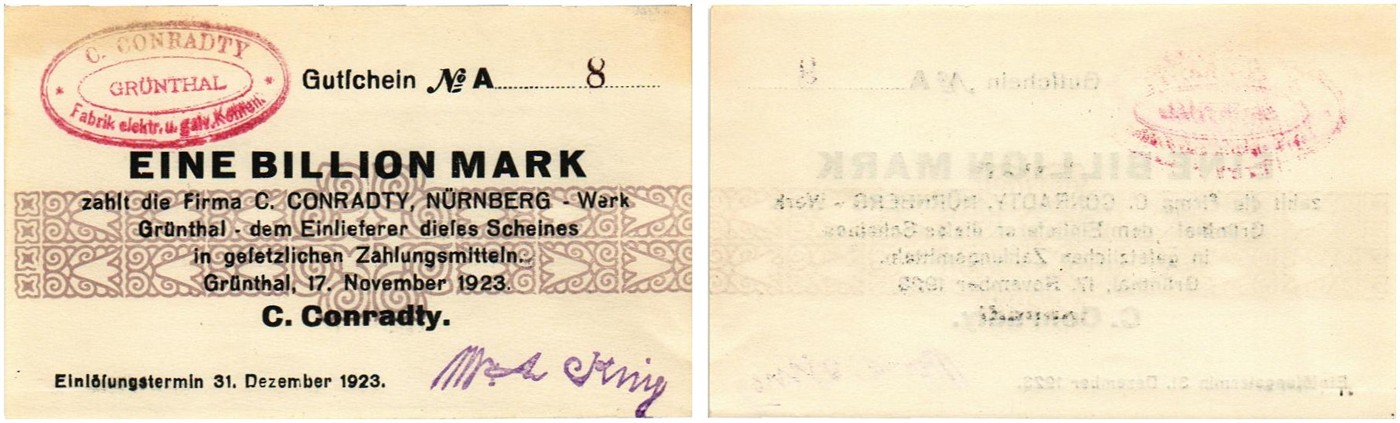 C. CONRADTY
GRÜNTHAL
* Fabrik elektr. u. galv. Kohlen. *
Gutſchein No A 8
EINE BILLION MARK
zahlt die Firma C. CONRADTY, NÜRNBERG - Werk
Grünthal - dem Einlieferer dieſes Scheines
in geſetzlichen Zahlungsmitteln.
Grünthal, 17. November 1923.
C. Conradty.
Einlöſungstermin 31. Dezember 1923.